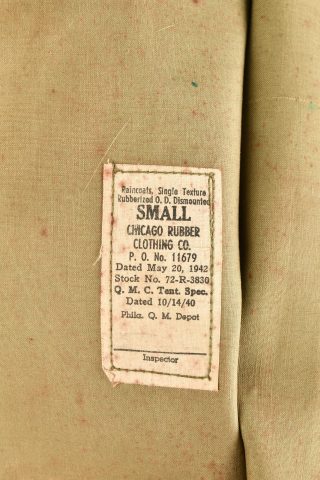 Raincoats, Single Texture
Rubberized O. D. Dismounted
SMALL
CHICAGO RUBBER
CLOTHING CO.
P. O. No. 11679
Dated May 20, 1942
Stock No. 72-R-3830
Q. M. C. Tent. Spec.
Dated 10/14/40
Phila. Q. M. Depot
Inspector